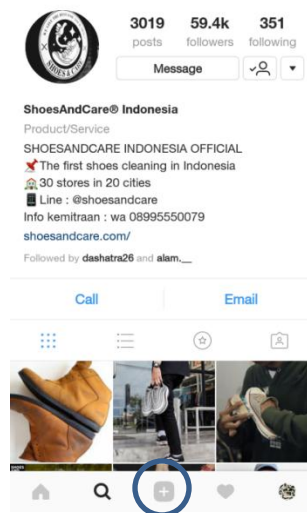 3019 59.4k 351
posts followers following
Message
ShoesAndCare® Indonesia
Product/Service
SHOESANDCARE INDONESIA OFFICIAL
The first shoes cleaning in Indonesia
30 stores in 20 cities
Line : @shoesandcare
Info kemitraan : wa 08995550079
shoesandcare.com/
Followed by dashatra26 and alam.__
Call Email